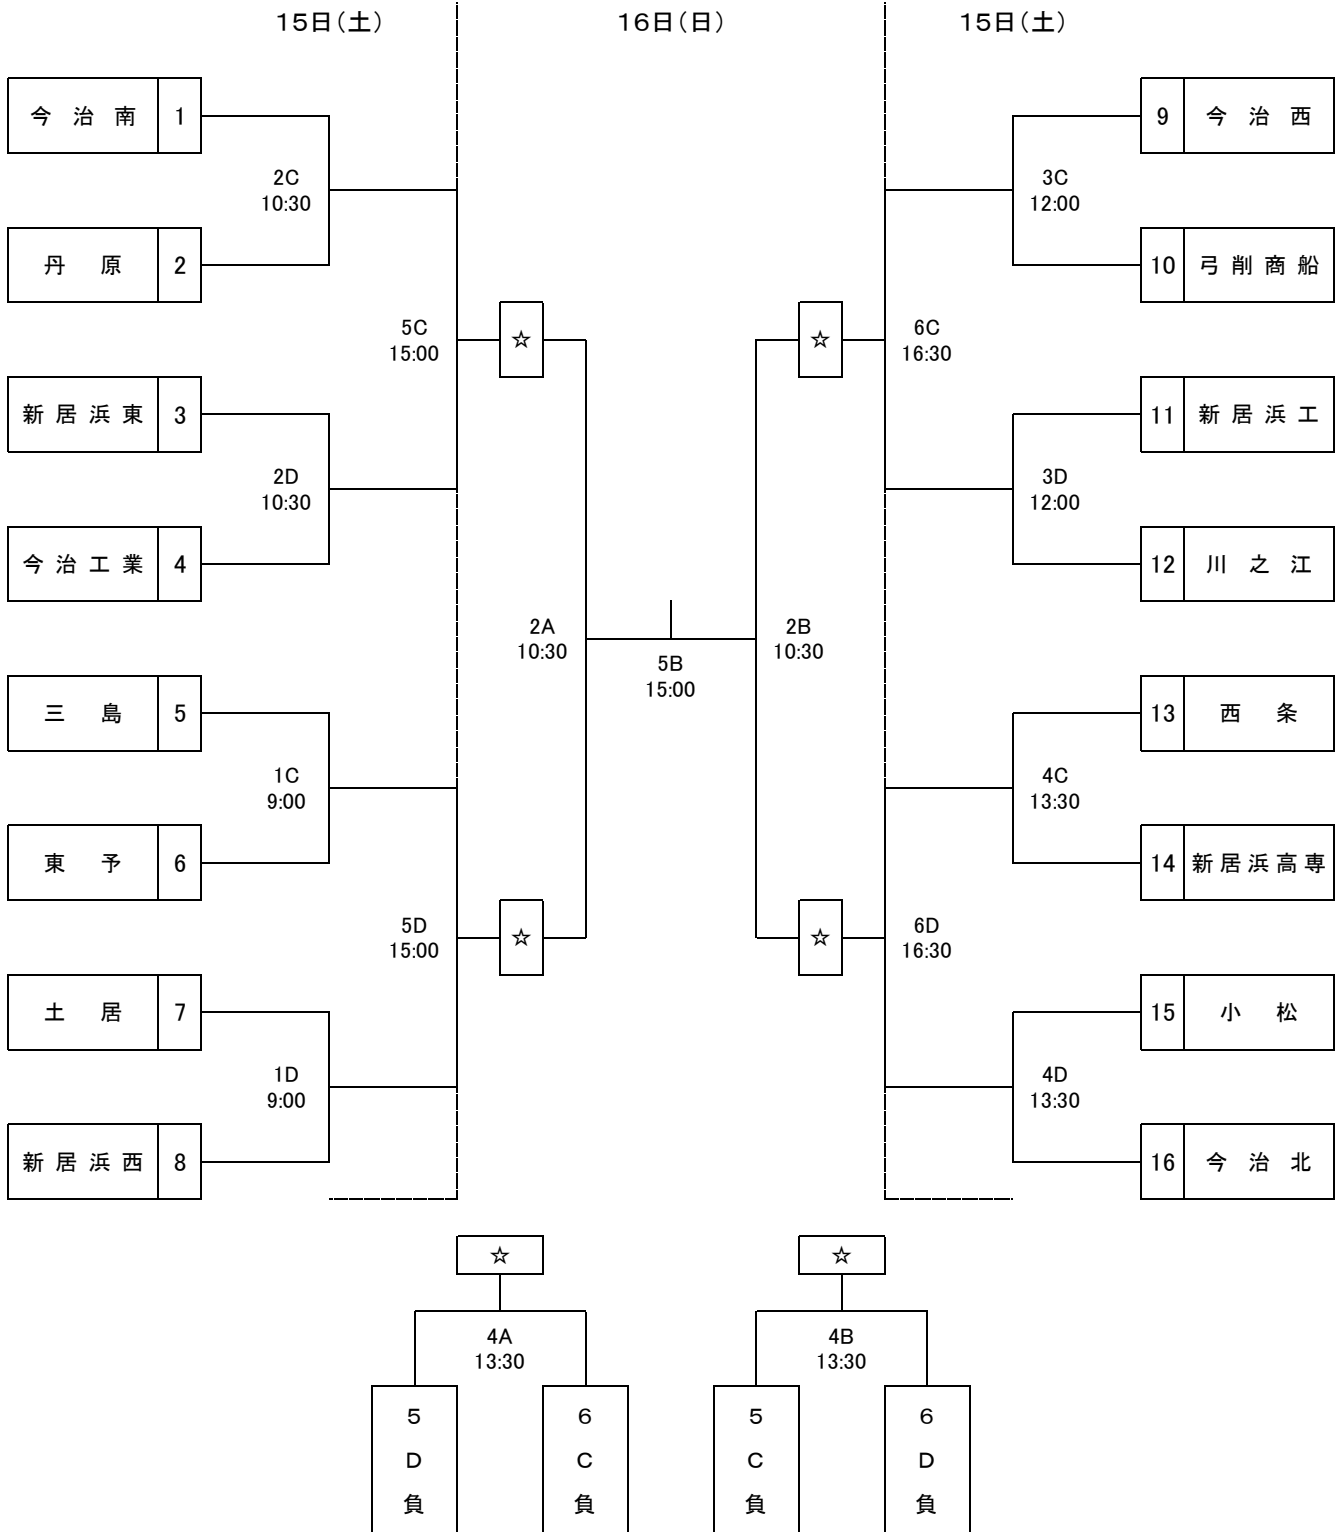 15日(土)
16日(日)
15日(土)
今治南 1
9 今治西
2C
10:30
3C
12:00
丹原 2
10 弓削商船
5C
15:00
☆
☆
6C
16:30
新居浜東 3
11 新居浜工
2D
10:30
3D
12:00
今治工業 4
12 川之江
2A
10:30
5B
15:00
2B
10:30
三島 5
13 西条
1C
9:00
4C
13:30
東予 6
14 新居浜高専
5D
15:00
☆
☆
6D
16:30
土居 7
15 小松
1D
9:00
4D
13:30
新居浜西 8
16 今治北
☆
☆
4A
13:30
4B
13:30
5D負
6C負
5C負
6D負